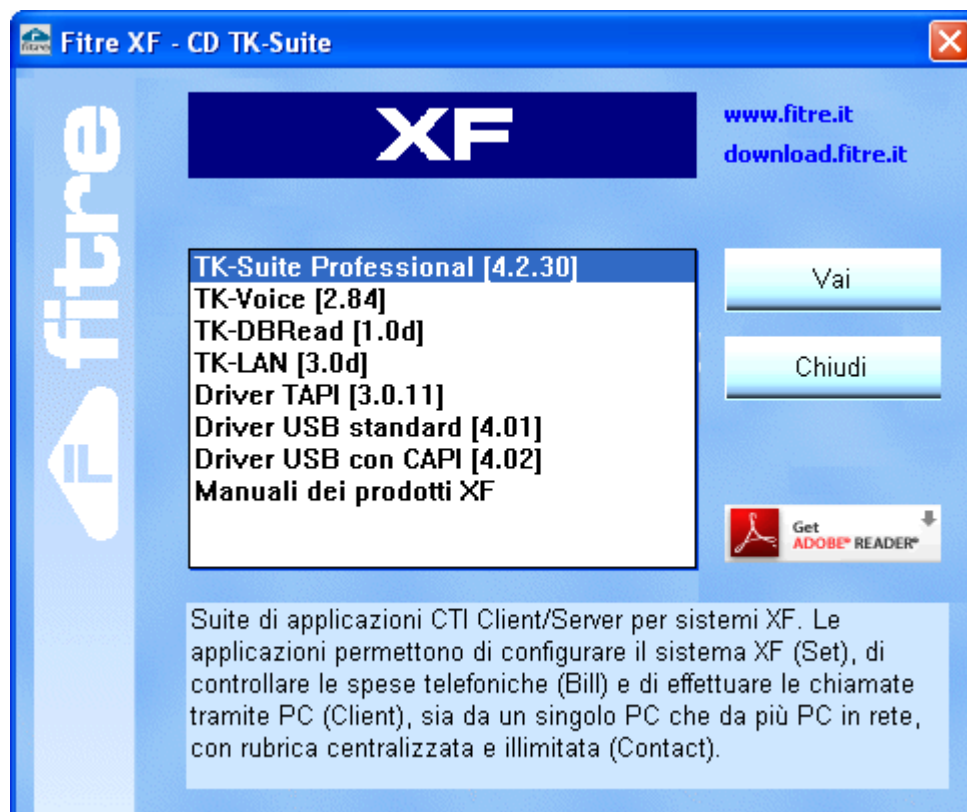 Fitre XF - CD TK-Suite
fitre
XF
www.fitre.it
download.fitre.it
TK-Suite Professional [4.2.30]
TK-Voice [2.84]
TK-DBRead [1.0d]
TK-LAN [3.0d]
Driver TAPI [3.0.11]
Driver USB standard [4.01]
Driver USB con CAPI [4.02]
Manuali dei prodotti XF
Vai
Chiudi
Get
ADOBE® READER®
Suite di applicazioni CTI Client/Server per sistemi XF. Le
applicazioni permettono di configurare il sistema XF (Set), di
controllare le spese telefoniche (Bill) e di effettuare le chiamate
tramite PC (Client), sia da un singolo PC che da più PC in rete,
con rubrica centralizzata e illimitata (Contact).